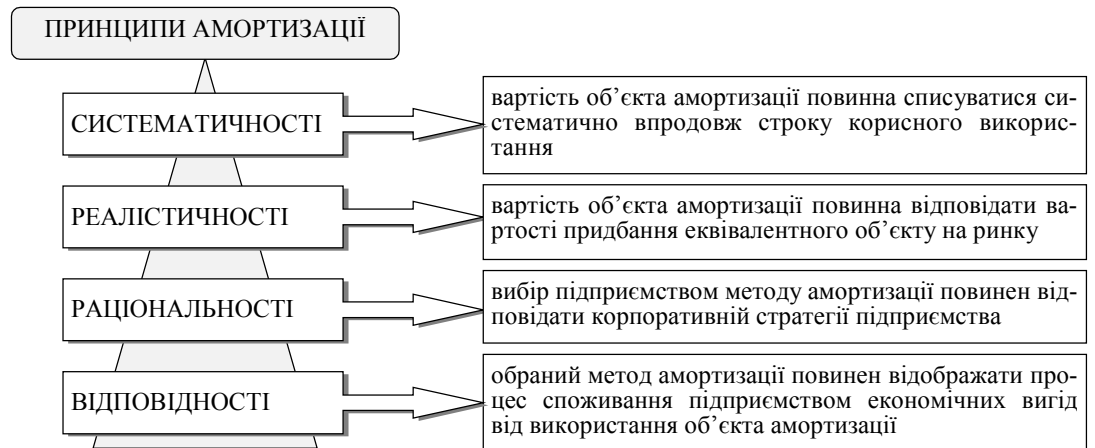 ПРИНЦИПИ АМОРТИЗАЦІЇ
СИСТЕМАТИЧНОСТІ
вартість об’єкта амортизації повинна списуватися си-
стематично впродовж строку корисного викорис-
тання
РЕАЛІСТИЧНОСТІ
вартість об’єкта амортизації повинна відповідати ва-
ртості придбання еквівалентного об’єкту на ринку
РАЦІОНАЛЬНОСТІ
вибір підприємством методу амортизації повинен від-
повідати корпоративній стратегії підприємства
ВІДПОВІДНОСТІ
обраний метод амортизації повинен відображати про-
цес споживання підприємством економічних вигід
від використання об’єкта амортизації